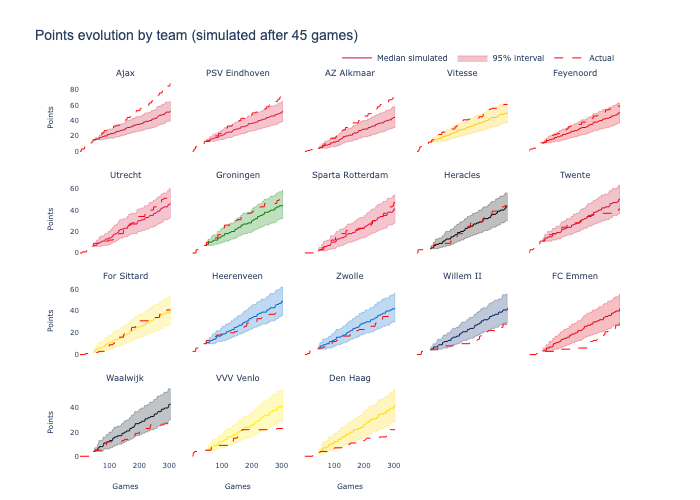 Points evolution by team (simulated after 45 games)
Median simulated 95% interval Actual
Ajax PSV Eindhoven AZ Alkmaar Vitesse Feyenoord
Points
80
60
40
20
0
Utrecht Groningen Sparta Rotterdam Heracles Twente
Points
60
40
20
0
For Sittard Heerenveen Zwolle Willem II FC Emmen
Points
60
40
20
0
Waalwijk VVV Venlo Den Haag
Points
40
20
0
100 200 300 100 200 300 100 200 300
Games Games Games